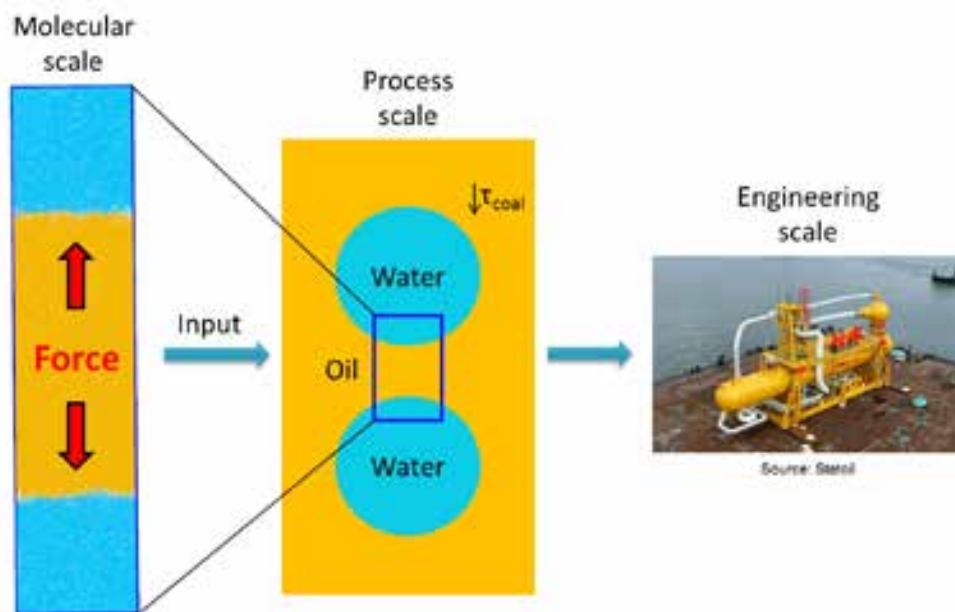 Molecular
scale
Force
Input
Process
scale
↓τcoal
Water
Oil
Water
Engineering
scale
Source: Statoil